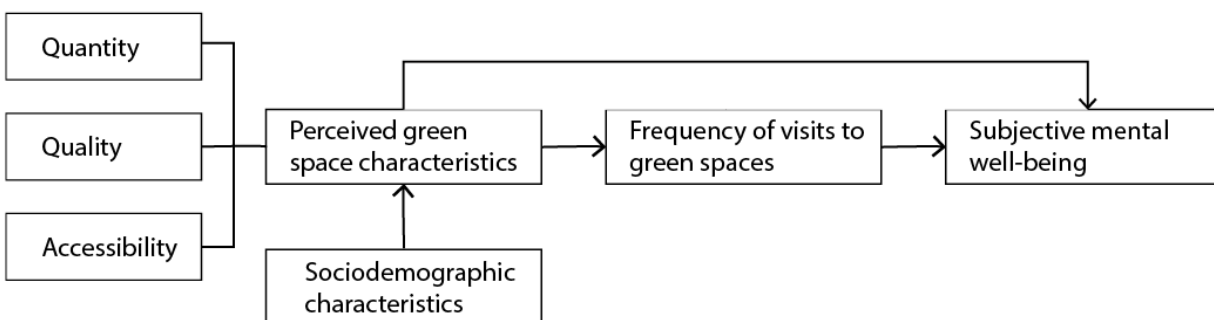 Quantity
Quality
Accessibility
Perceived green
space characteristics
Sociodemographic
characteristics
Frequency of visits to
green spaces
Subjective mental
well-being